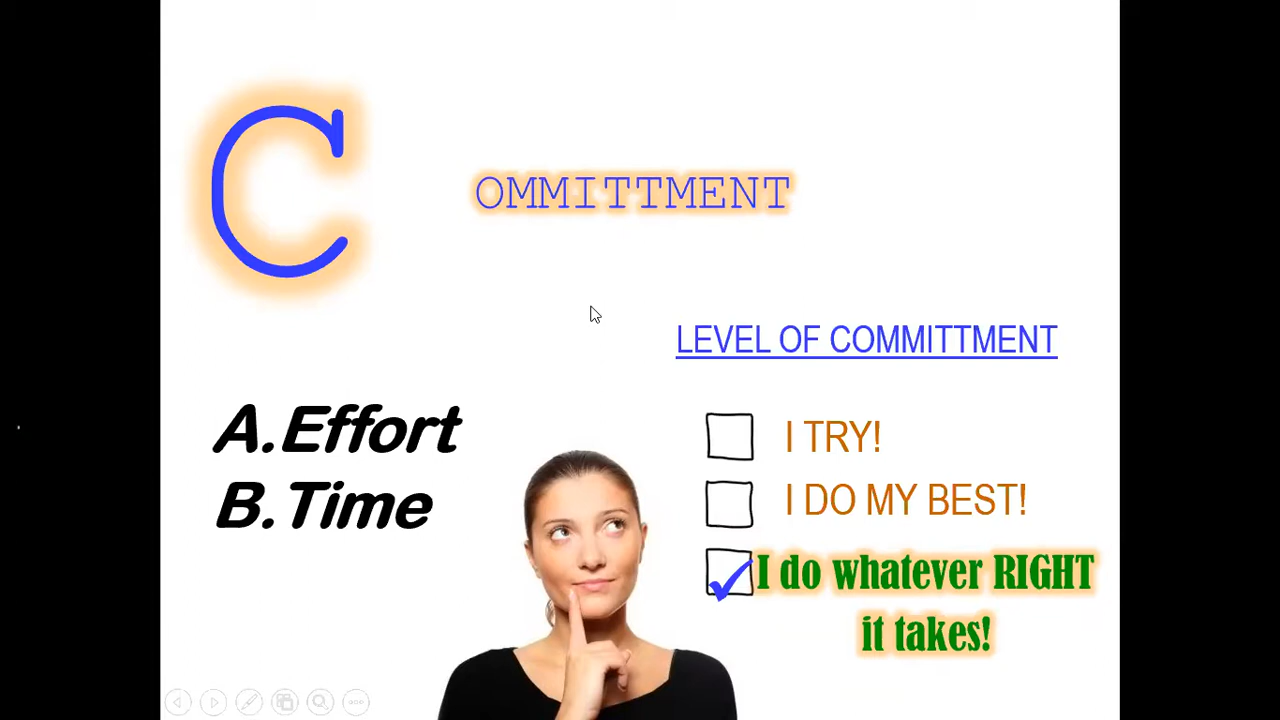 C OMMITTMENT
LEVEL OF COMMITTMENT
A.Effort
B.Time
I TRY!
I DO MY BEST!
I do whatever RIGHT
it takes!